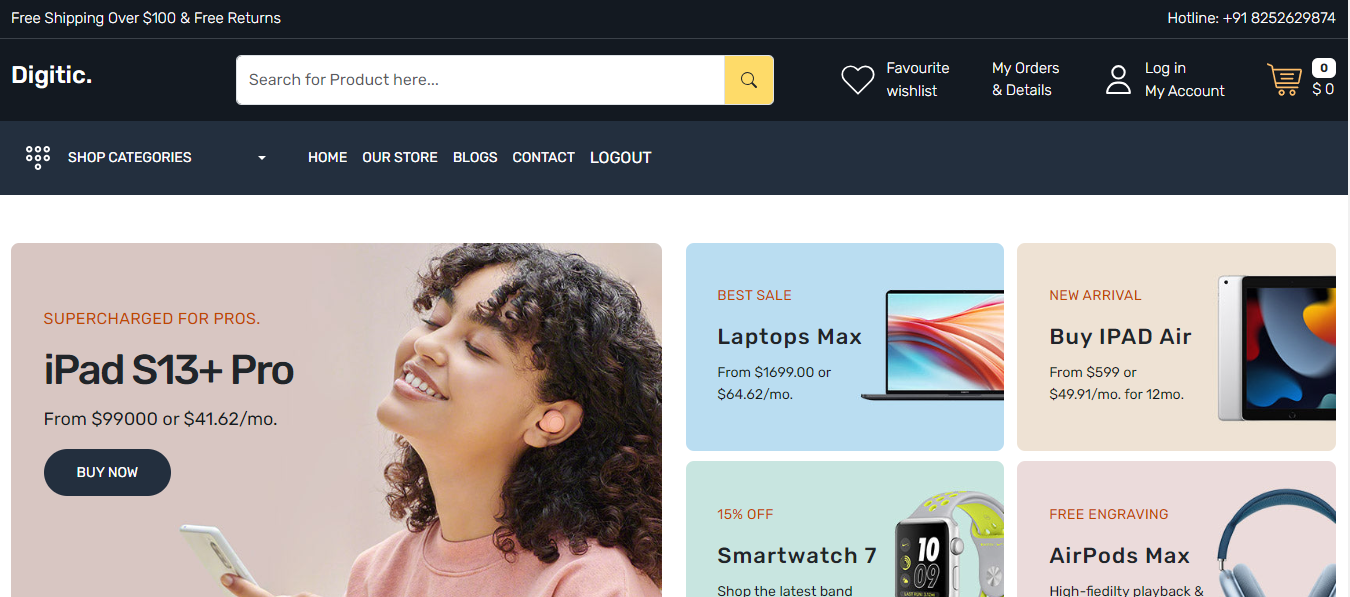 Free Shipping Over $100 & Free Returns
Hotline: +91 8252629874
Digitic.
Search for Product here...
Favourite
wishlist
My Orders
& Details
Log in
My Account
0
$ 0
SHOP CATEGORIES
HOME
OUR STORE
BLOGS
CONTACT
LOGOUT
SUPERCHARGED FOR PROS.
iPad S13+ Pro
From $99000 or $41.62/mo.
BUY NOW
BEST SALE
Laptops Max
From $1699.00 or
$64.62/mo.
NEW ARRIVAL
Buy IPAD Air
From $599 or
$49.91/mo. for 12mo.
15% OFF
Smartwatch 7
Shop the latest band
10
09
FREE ENGRAVING
AirPods Max
High-fiedilty playback &